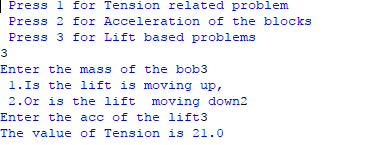 Press 1 for Tension related problem
Press 2 for Acceleration of the blocks
Press 3 for Lift based problems
3
Enter the mass of the bob3
1.Is the lift is moving up,
2.Or is the lift  moving down2
Enter the acc of the lift3
The value of Tension is 21.0